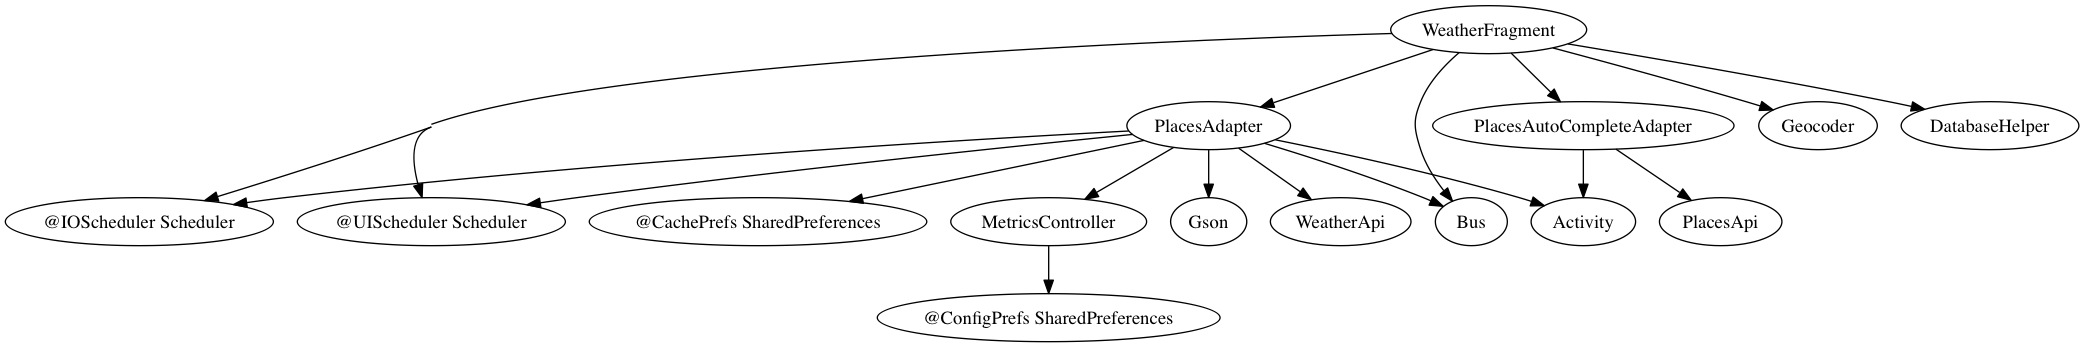 WeatherFragment
PlacesAdapter
PlacesAutoCompleteAdapter
Geocoder
DatabaseHelper
@IOScheduler Scheduler
@UIScheduler Scheduler
@CachePrefs SharedPreferences
MetricsController
Gson
WeatherApi
Bus
Activity
PlacesApi
@ConfigPrefs SharedPreferences